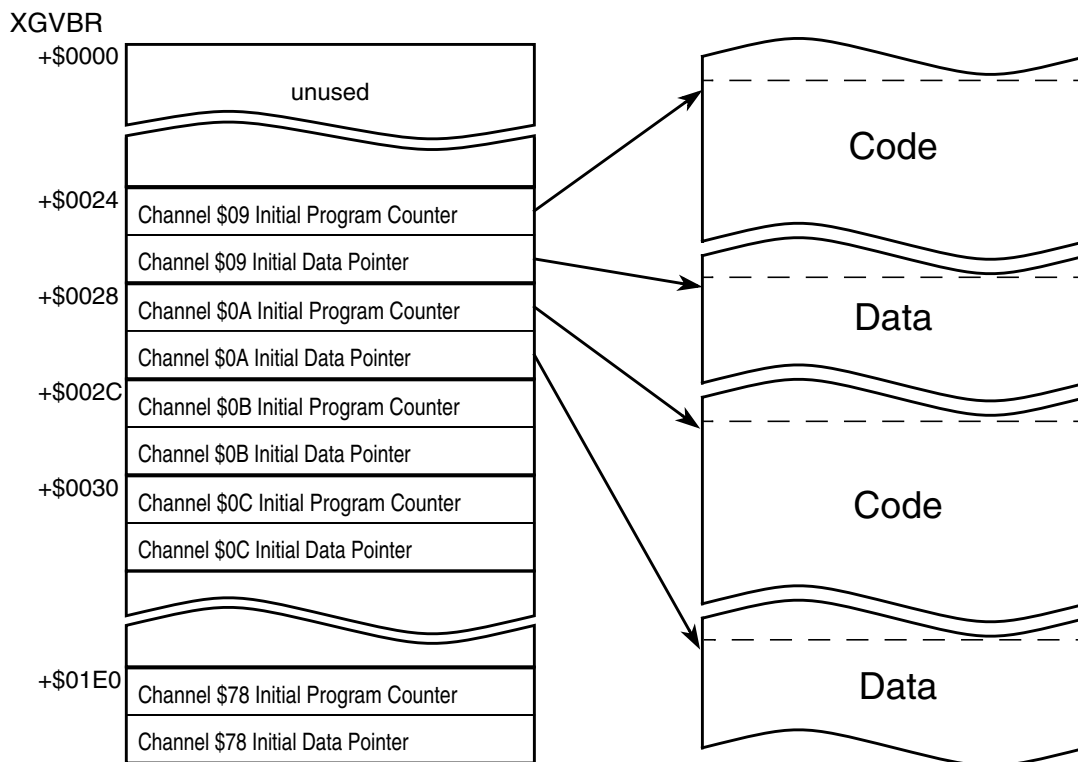 XGVBR
+$0000
unused
+$0024
Channel $09 Initial Program Counter
Channel $09 Initial Data Pointer
+$0028
Channel $0A Initial Program Counter
Channel $0A Initial Data Pointer
+$002C
Channel $0B Initial Program Counter
Channel $0B Initial Data Pointer
+$0030
Channel $0C Initial Program Counter
Channel $0C Initial Data Pointer
+$01E0
Channel $78 Initial Program Counter
Channel $78 Initial Data Pointer
Code
Data
Code
Data